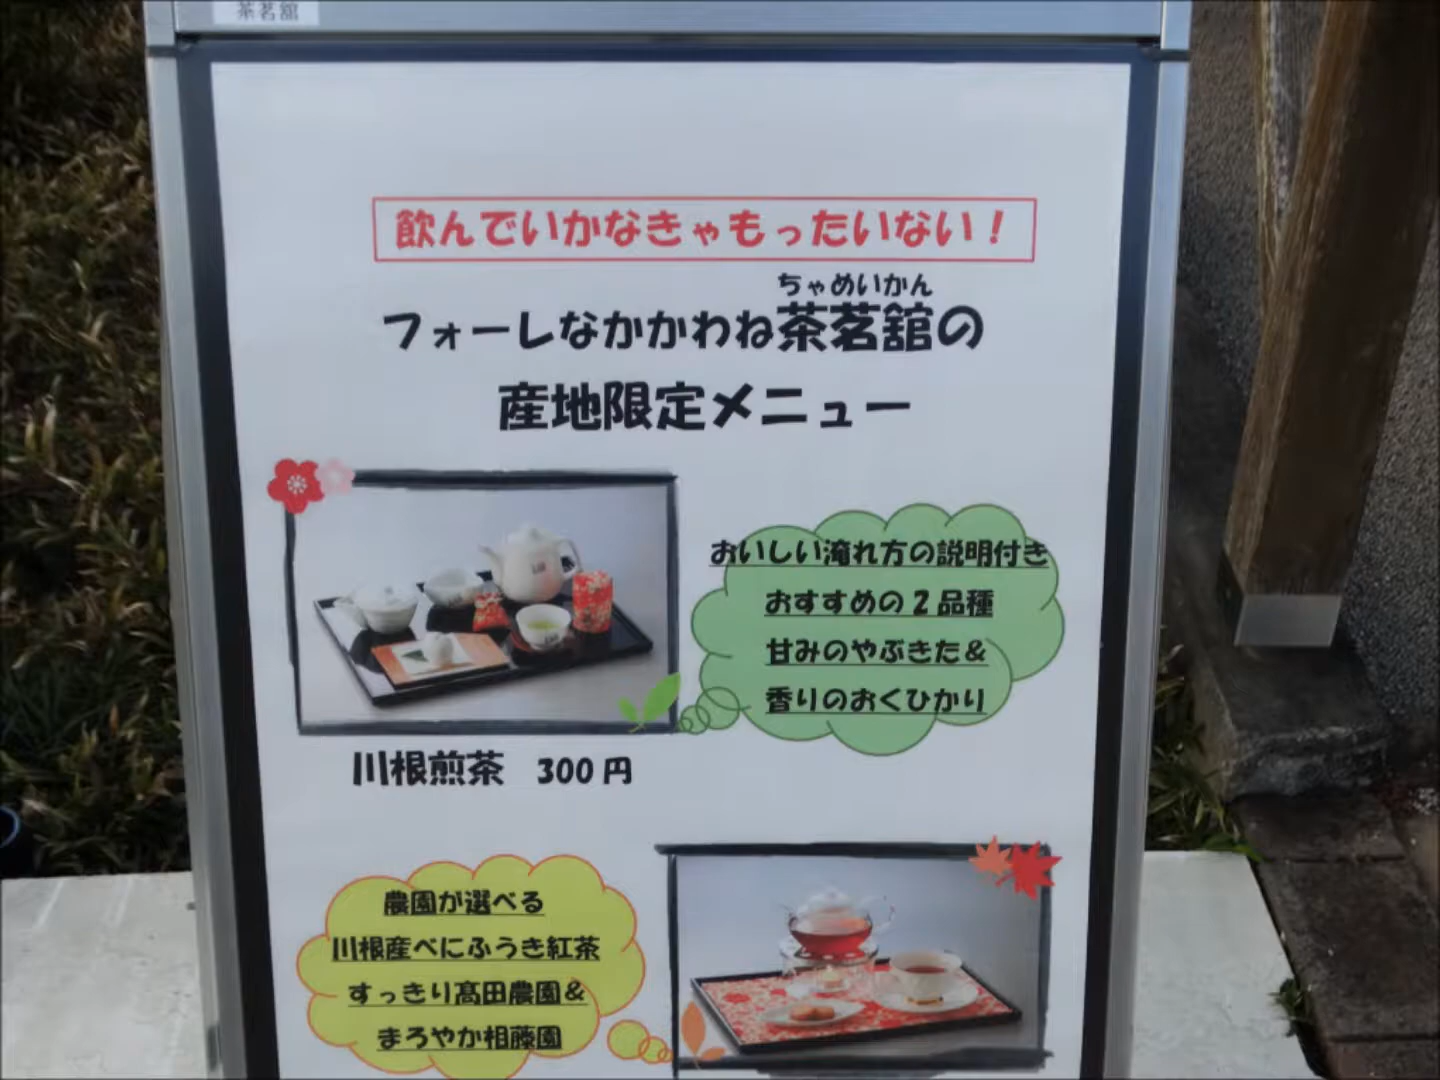 茶茗舘
飲んでいかなきゃもったいない！
ちゃめいかん
フォーレなかかわね茶茗舘の
産地限定メニュー
おいしい淹れ方の説明付き
おすすめの2品種
甘みのやぶきた＆
香りのおくひかり
川根煎茶 300円
農園が選べる
川根産べにふうき紅茶
すっきり髙田農園＆
まろやか相藤園